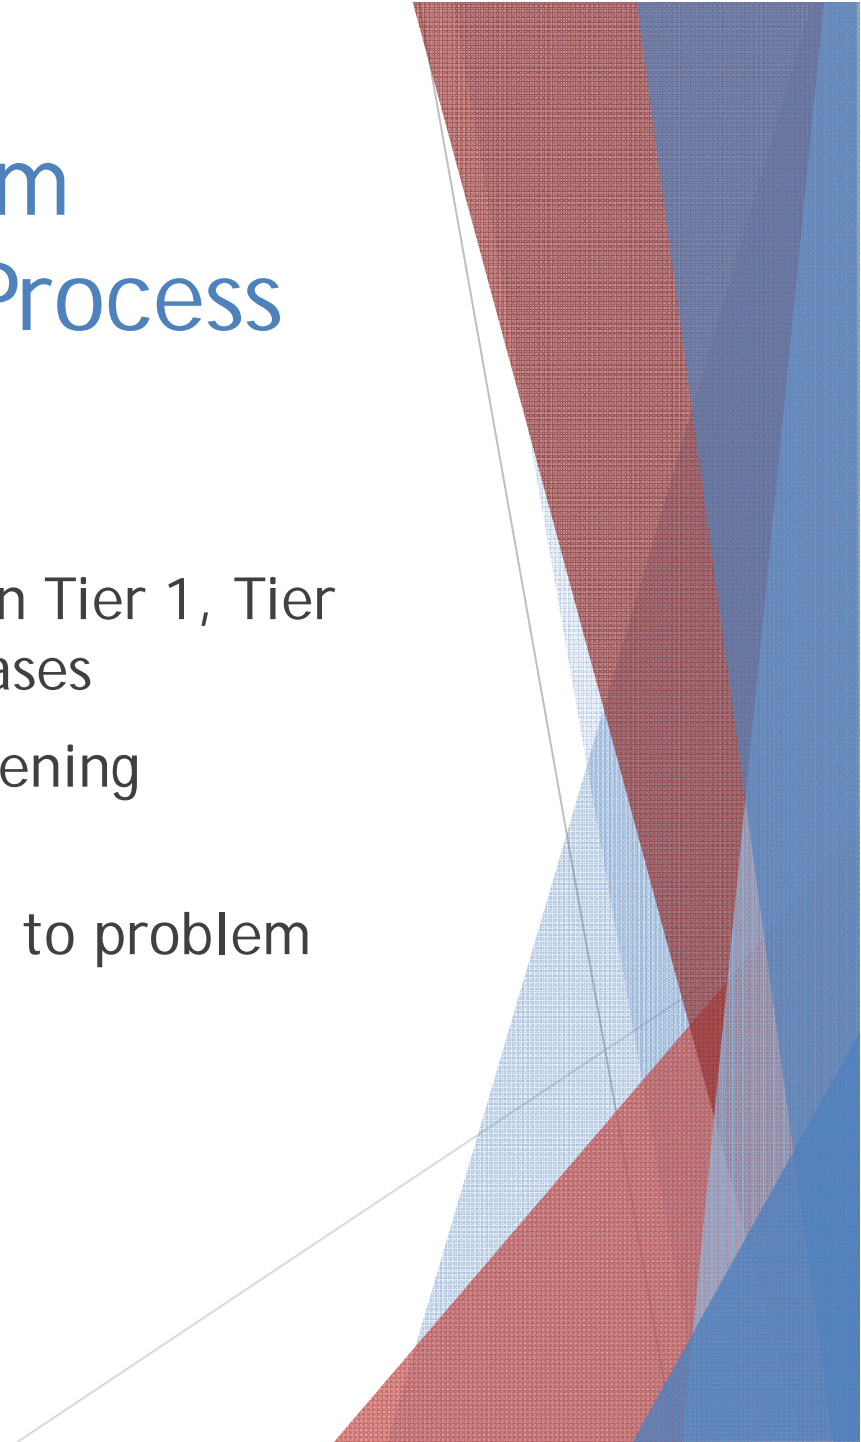 m
Process
n Tier 1, Tier
ases
ening
to problem